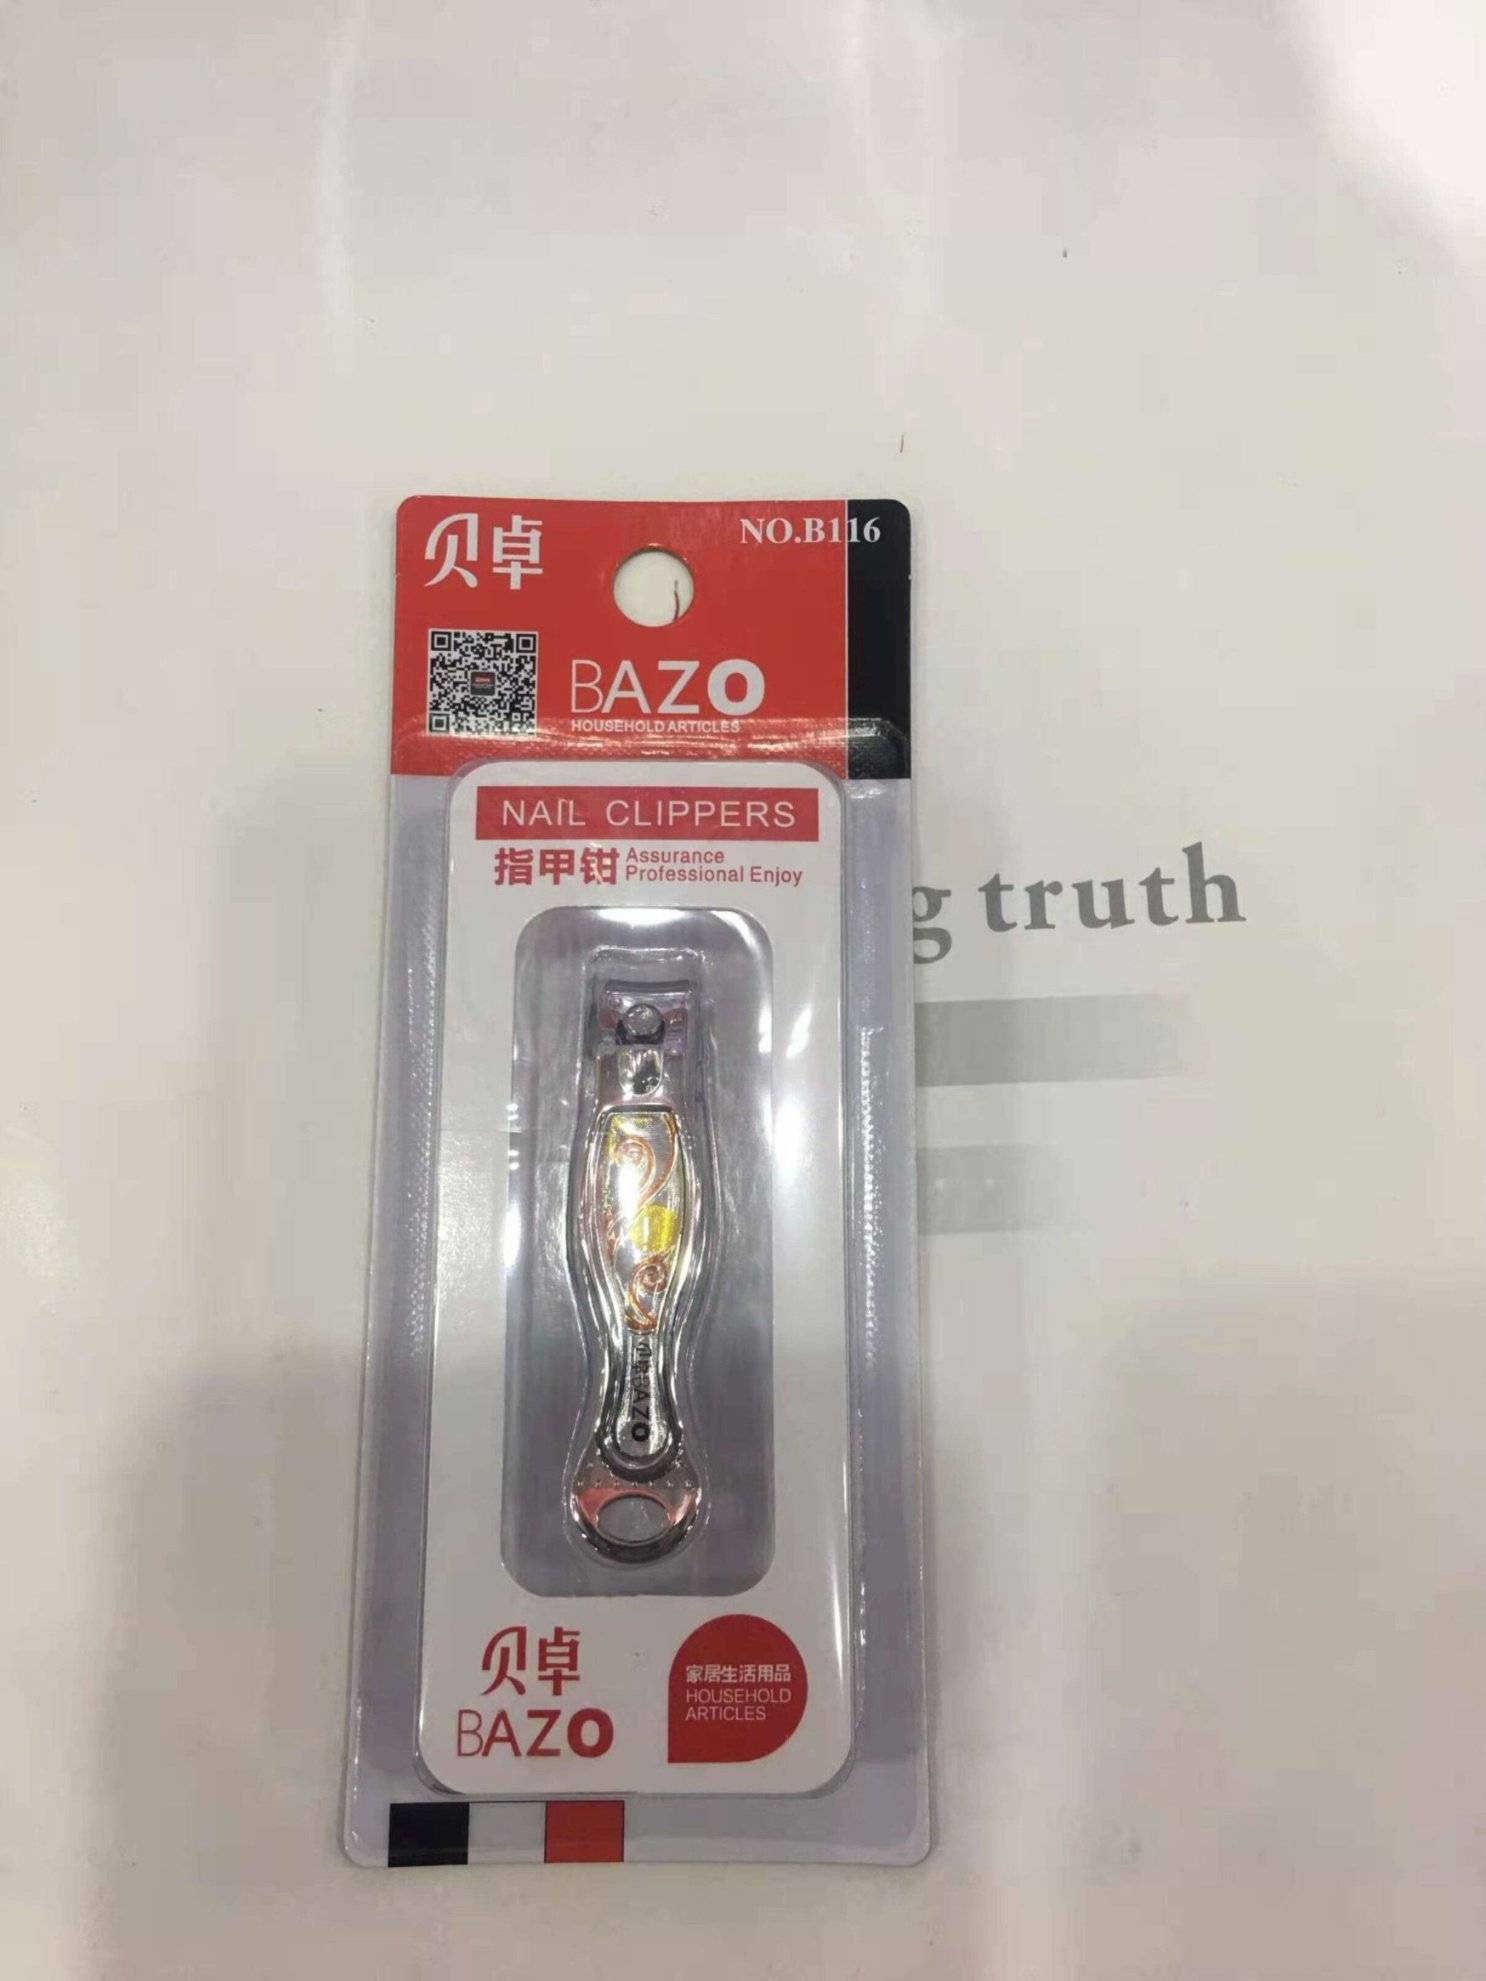 贝卓
NO.B116
BAZO
HOUSEHOLD ARTICLES
NAIL CLIPPERS
指甲钳
Assurance
Professional Enjoy
g truth
BAZO
贝卓
BAZO
家居生活用品
HOUSEHOLD
ARTICLES